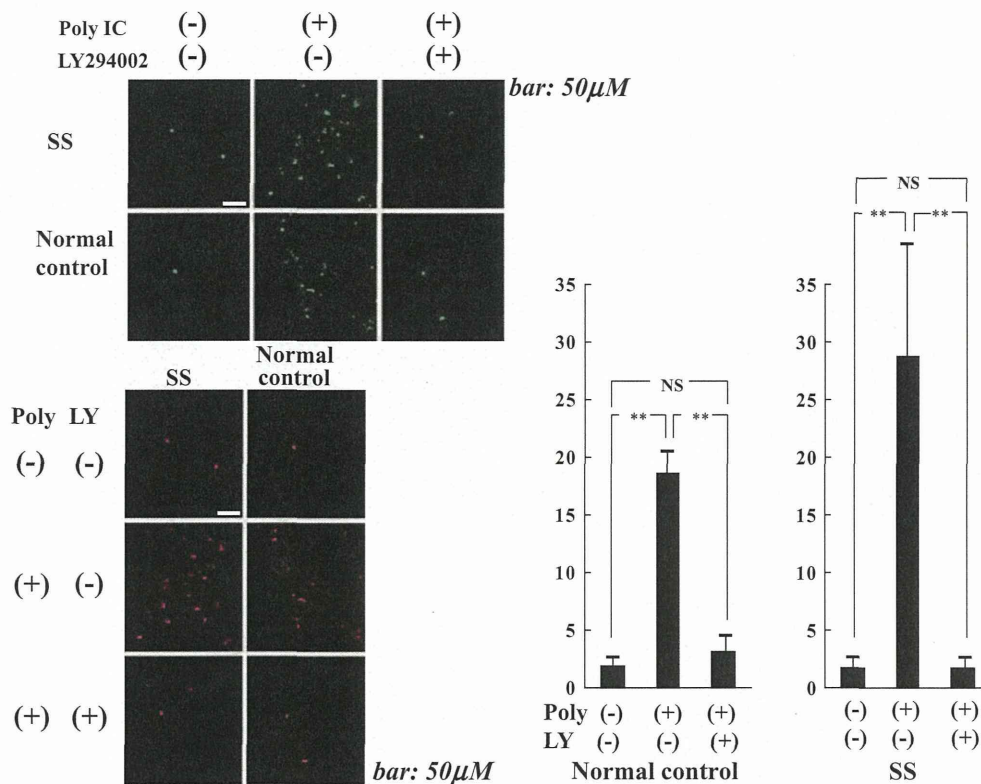 Poly IC (-) (+) (+)
LY294002 (-) (-) (+)
bar: 50μM
SS
Normal
control
SS
Normal
control
Poly LY
(-) (-)
(+) (-)
(+) (+)
bar: 50μM
NS
** **
35
30
25
20
15
10
5
0
Poly (-) (+) (+)
LY (-) (-) (+)
Normal control
NS
** **
35
30
25
20
15
10
5
0
(-) (+) (+)
(-) (-) (+)
SS